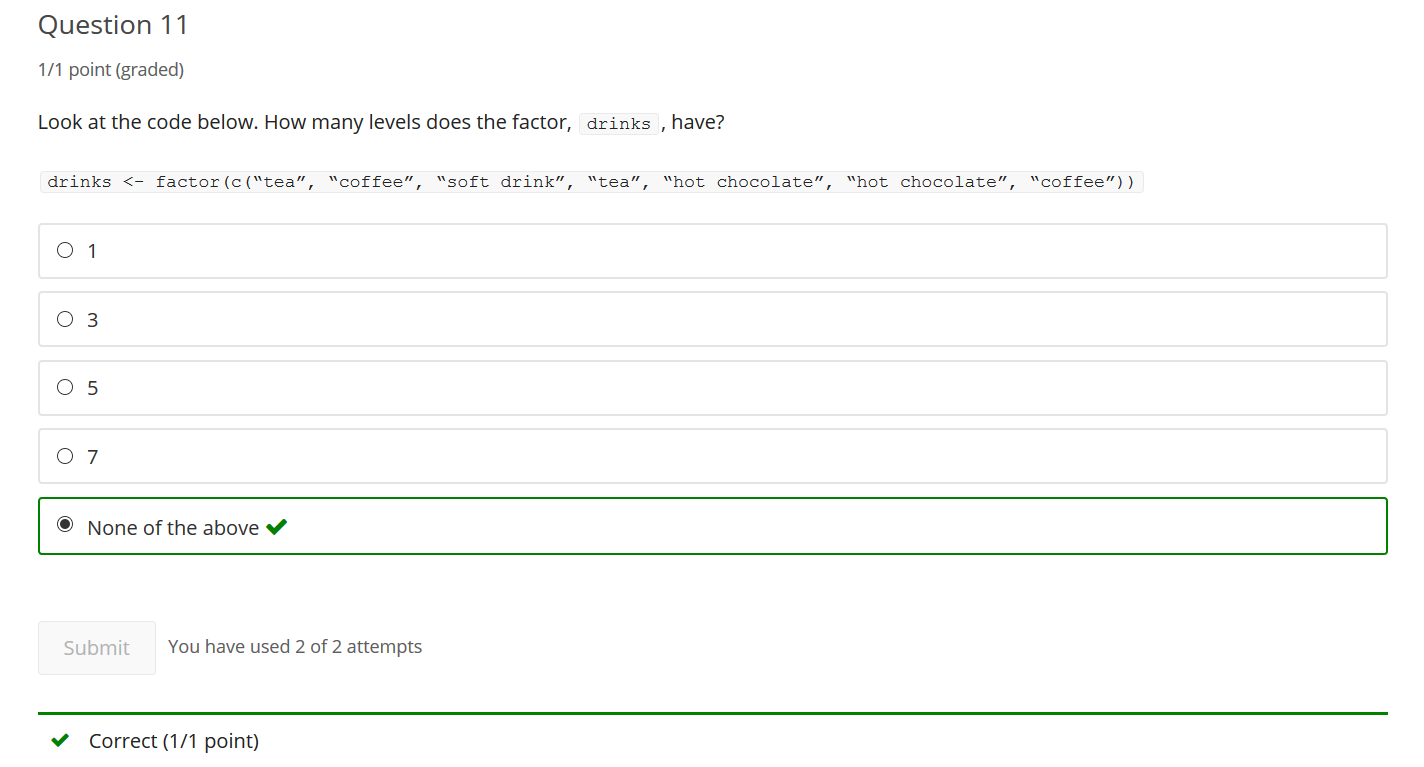 Question 11
1/1 point (graded)
Look at the code below. How many levels does the factor, drinks, have?
drinks <- factor(c(“tea”, “coffee”, “soft drink”, “tea”, “hot chocolate”, “hot chocolate”, “coffee”))
1
3
5
7
None of the above
Submit You have used 2 of 2 attempts
Correct (1/1 point)